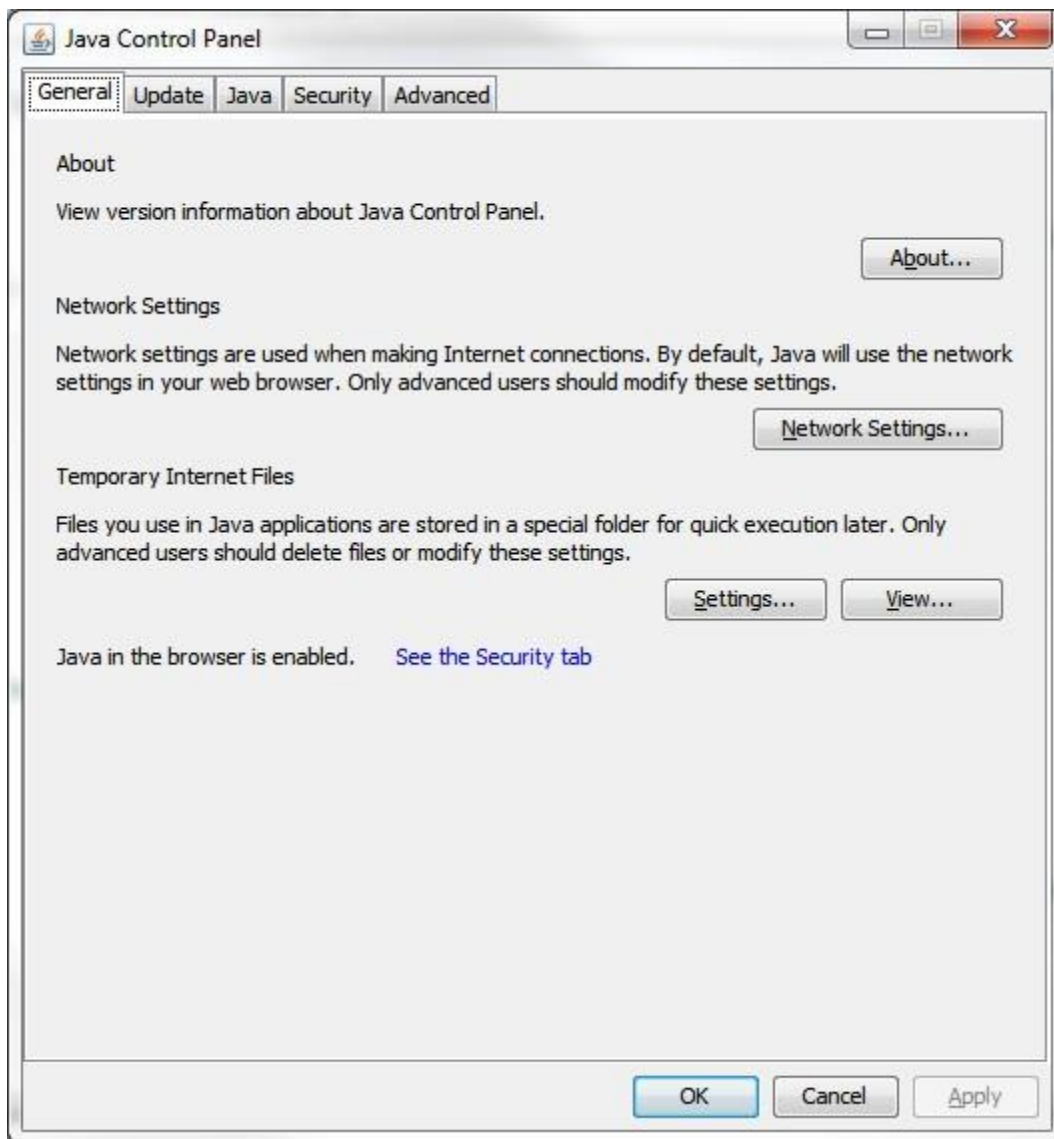 Java Control Panel
General Update Java Security Advanced
About
View version information about Java Control Panel.
About...
Network Settings
Network settings are used when making Internet connections. By default, Java will use the network
settings in your web browser. Only advanced users should modify these settings.
Network Settings...
Temporary Internet Files
Files you use in Java applications are stored in a special folder for quick execution later. Only
advanced users should delete files or modify these settings.
Settings... View...
Java in the browser is enabled. See the Security tab
OK Cancel Apply